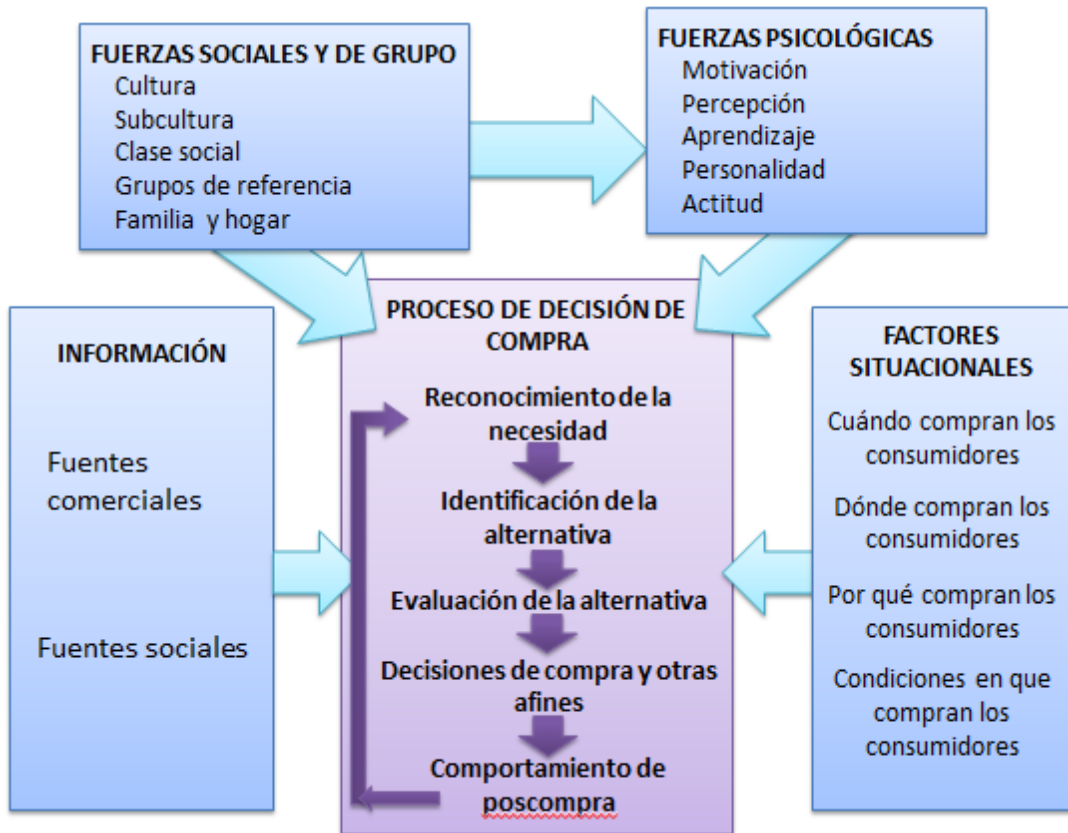 FUERZAS SOCIALES Y DE GRUPO
Cultura
Subcultura
Clase social
Grupos de referencia
Familia y hogar
FUERZAS PSICOLÓGICAS
Motivación
Percepción
Aprendizaje
Personalidad
Actitud
INFORMACIÓN
Fuentes
comerciales
Fuentes sociales
PROCESO DE DECISIÓN DE
COMPRA
Reconocimiento de la
necesidad
Identificación de la
alternativa
Evaluación de la alternativa
Decisiones de compra y otras
afines
Comportamiento de
poscompra
FACTORES
SITUACIONALES
Cuándo compran los
consumidores
Dónde compran los
consumidores
Por qué compran los
consumidores
Condiciones en que
compran los
consumidores